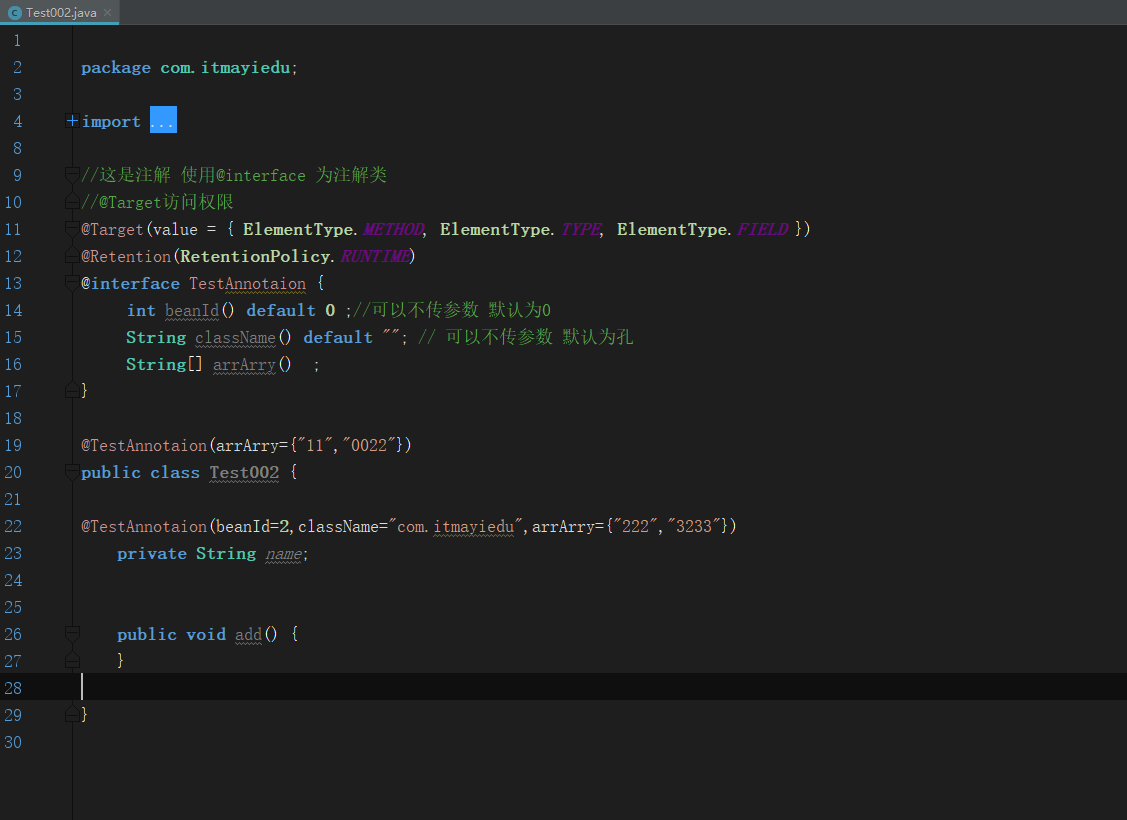 Test002.java
1
2 package com.itmayiedu;
3
4 import ...
8
9 //这是注解 使用@interface 为注解类
10 //@Target访问权限
11 @Target(value = { ElementType.METHOD, ElementType.TYPE, ElementType.FIELD })
12 @Retention(RetentionPolicy.RUNTIME)
13 @interface TestAnnotaion {
14 int beanId() default 0 ;//可以不传参数 默认为0
15 String className() default ""; // 可以不传参数 默认为孔
16 String[] arrArry() ;
17 }
18
19 @TestAnnotaion(arrArry={"11","0022"})
20 public class Test002 {
21
22 @TestAnnotaion(beanId=2,className="com.itmayiedu",arrArry={"222","3233"})
23 private String name;
24
25
26 public void add() {
27 }
28
29 }
30